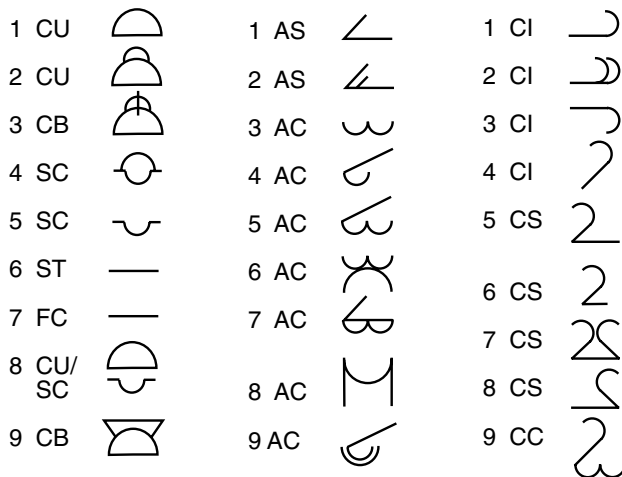 1 CU
2 CU
3 CB
4 SC
5 SC
6 ST
7 FC
8 CU/
SC
9 CB
1 AS
2 AS
3 AC
4 AC
5 AC
6 AC
7 AC
8 AC
9 AC
1 CI
2 CI
3 CI
4 CI
5 CS
6 CS
7 CS
8 CS
9 CC